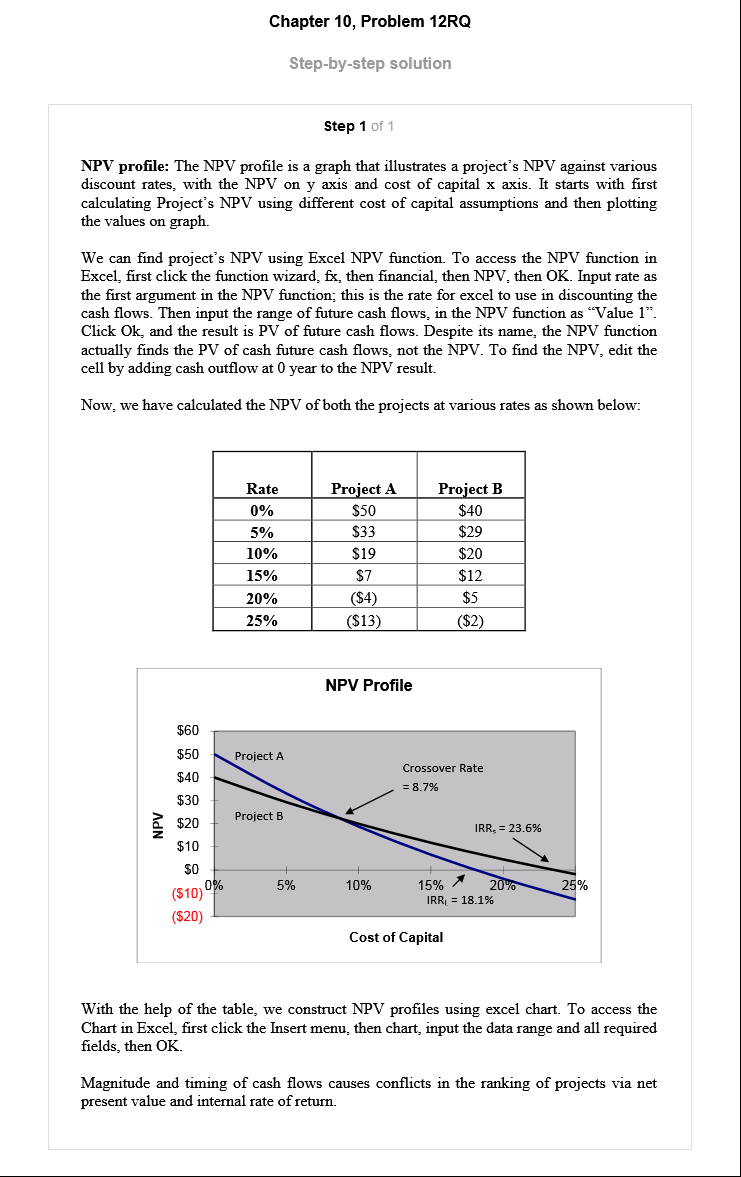 Chapter 10, Problem 12RQ
Step-by-step solution
Step 1 of 1
NPV profile: The NPV profile is a graph that illustrates a project's NPV against various
discount rates, with the NPV on y axis and cost of capital x axis. It starts with first
calculating Project's NPV using different cost of capital assumptions and then plotting
the values on graph.
We can find project's NPV using Excel NPV function. To access the NPV function in
Excel, first click the function wizard, fx, then financial, then NPV, then OK. Input rate as
the first argument in the NPV function; this is the rate for excel to use in discounting the
cash flows. Then input the range of future cash flows, in the NPV function as “Value 1”.
Click Ok, and the result is PV of future cash flows. Despite its name, the NPV function
actually finds the PV of cash future cash flows, not the NPV. To find the NPV, edit the
cell by adding cash outflow at 0 year to the NPV result.
Now, we have calculated the NPV of both the projects at various rates as shown below:
Rate Project A Project B
0% $50 $40
5% $33 $29
10% $19 $20
15% $7 $12
20% ($4) $5
25% ($13) ($2)
NPV Profile
$60
$50
$40
$30
$20
$10
$0
($10)
($20)
NPV
Project A
Crossover Rate
= 8.7%
Project B
IRRₛ = 23.6%
0% 5% 10% 15% 20% 25%
IRRₗ = 18.1%
Cost of Capital
With the help of the table, we construct NPV profiles using excel chart. To access the
Chart in Excel, first click the Insert menu, then chart, input the data range and all required
fields, then OK.
Magnitude and timing of cash flows causes conflicts in the ranking of projects via net
present value and internal rate of return.